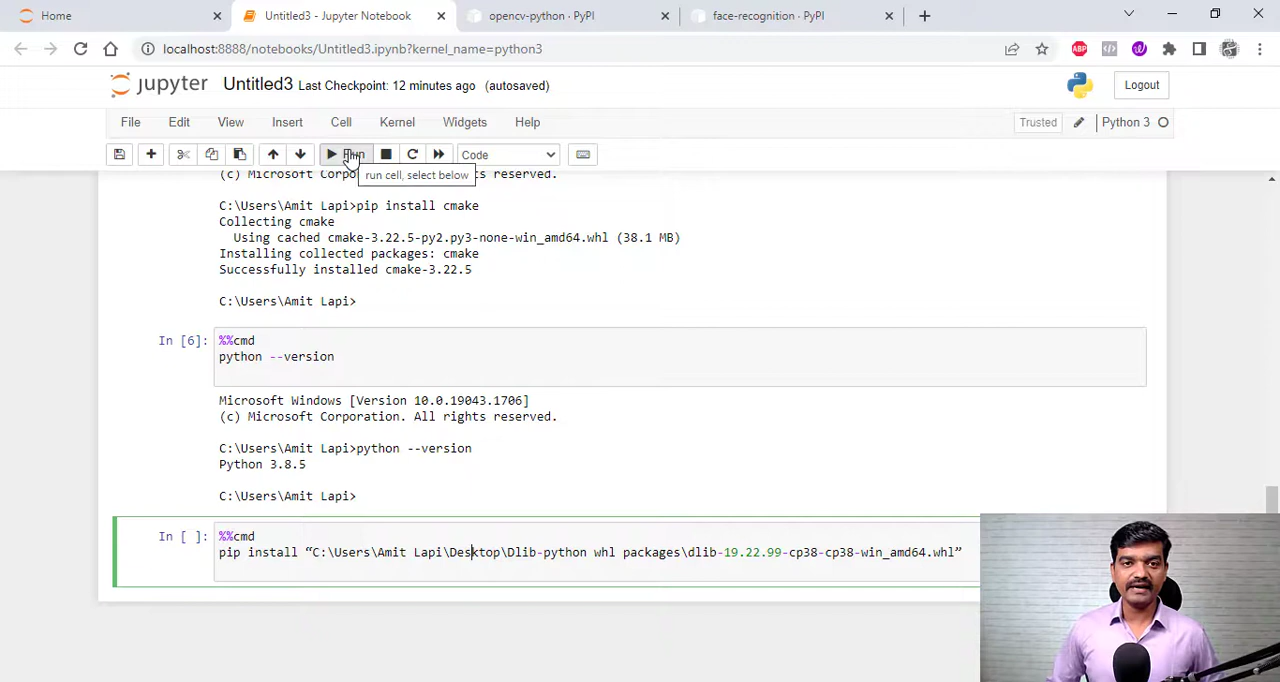 Home
Untitled3 - Jupyter Notebook
opencv-python · PyPI
face-recognition · PyPI
localhost:8888/notebooks/Untitled3.ipynb?kernel_name=python3
ABP
jupyter Untitled3 Last Checkpoint: 12 minutes ago (autosaved)
Logout
File Edit View Insert Cell Kernel Widgets Help
Trusted
Python 3
Run
Code
run cell, select below
(c) Microsoft Corp s reserved.
C:\Users\Amit Lapi>pip install cmake
Collecting cmake
Using cached cmake-3.22.5-py2.py3-none-win_amd64.whl (38.1 MB)
Installing collected packages: cmake
Successfully installed cmake-3.22.5
C:\Users\Amit Lapi>
In [6]: %%cmd
python --version
Microsoft Windows [Version 10.0.19043.1706]
(c) Microsoft Corporation. All rights reserved.
C:\Users\Amit Lapi>python --version
Python 3.8.5
C:\Users\Amit Lapi>
In [ ]: %%cmd
pip install “C:\Users\Amit Lapi\Desktop\Dlib-python whl packages\dlib-19.22.99-cp38-cp38-win_amd64.whl”